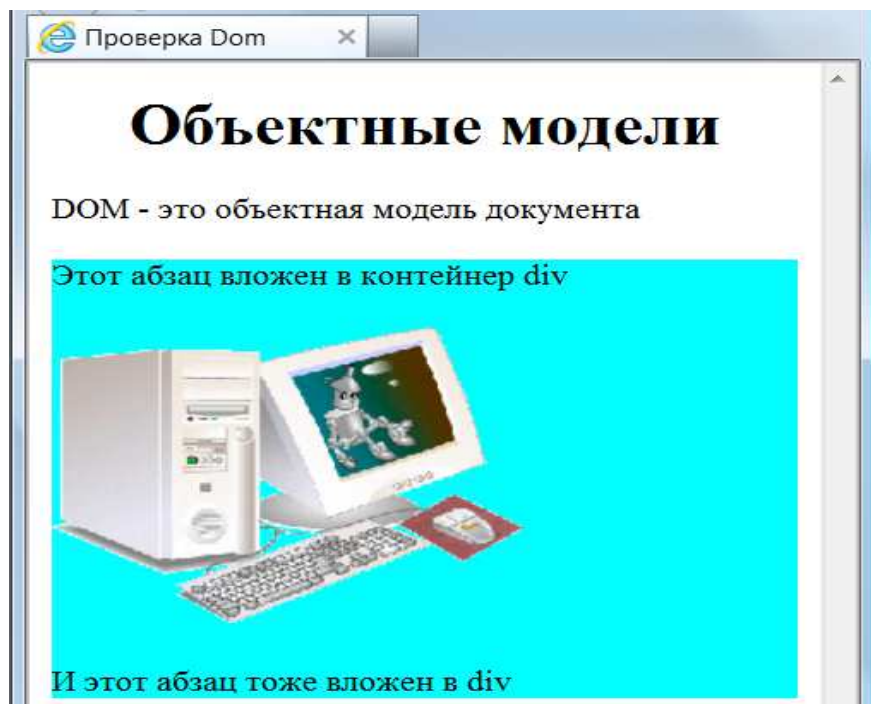 Проверка Dom
Объектные модели
DOM - это объектная модель документа
Этот абзац вложен в контейнер div
И этот абзац тоже вложен в div